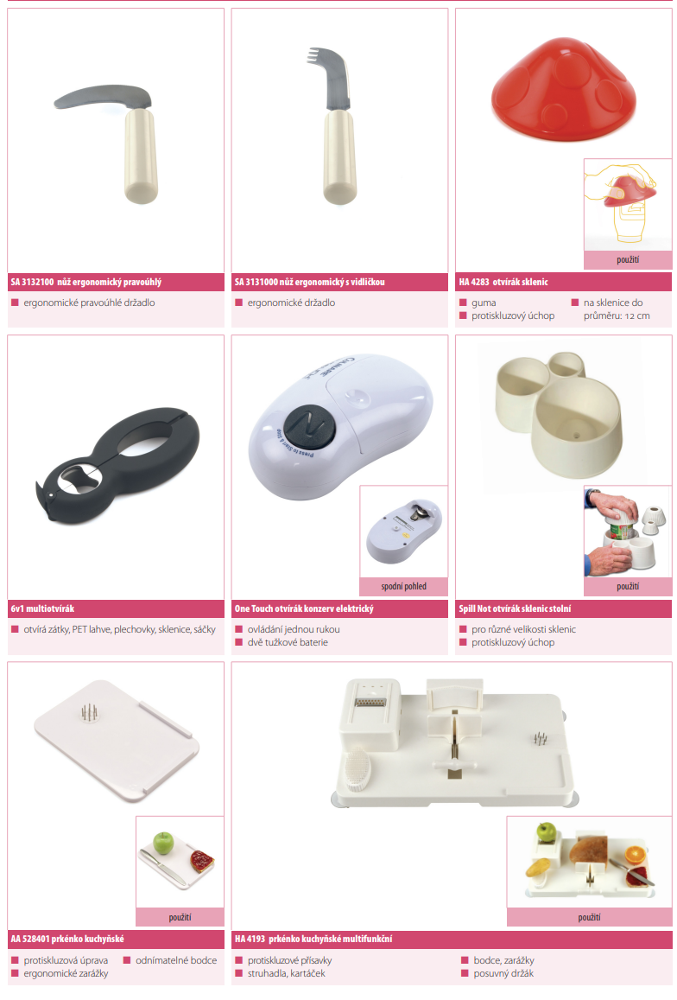 použití
SA 3132100 nůž ergonomický pravoúhlý
SA 3131000 nůž ergonomický s vidličkou
HA 4283 otvírák sklenic
ergonomické pravoúhlé držadlo
ergonomické držadlo
guma
protiskluzový úchop
na sklenice do
průměru: 12 cm
Press to Start & Stop
spodní pohled
použití
6v1 multiotvírák
One Touch otvírák konzerv elektrický
Spill Not otvírák sklenic stolní
otvírá zátky, PET lahve, plechovky, sklenice, sáčky
ovládání jednou rukou
dvě tužkové baterie
pro různé velikosti sklenic
protiskluzový úchop
použití
použití
AA 528401 prkénko kuchyňské
HA 4193 prkénko kuchyňské multifunkční
protiskluzová úprava
ergonomické zarážky
odnímatelné bodce
protiskluzové přísavky
struhadla, kartáček
bodce, zarážky
posuvný držák